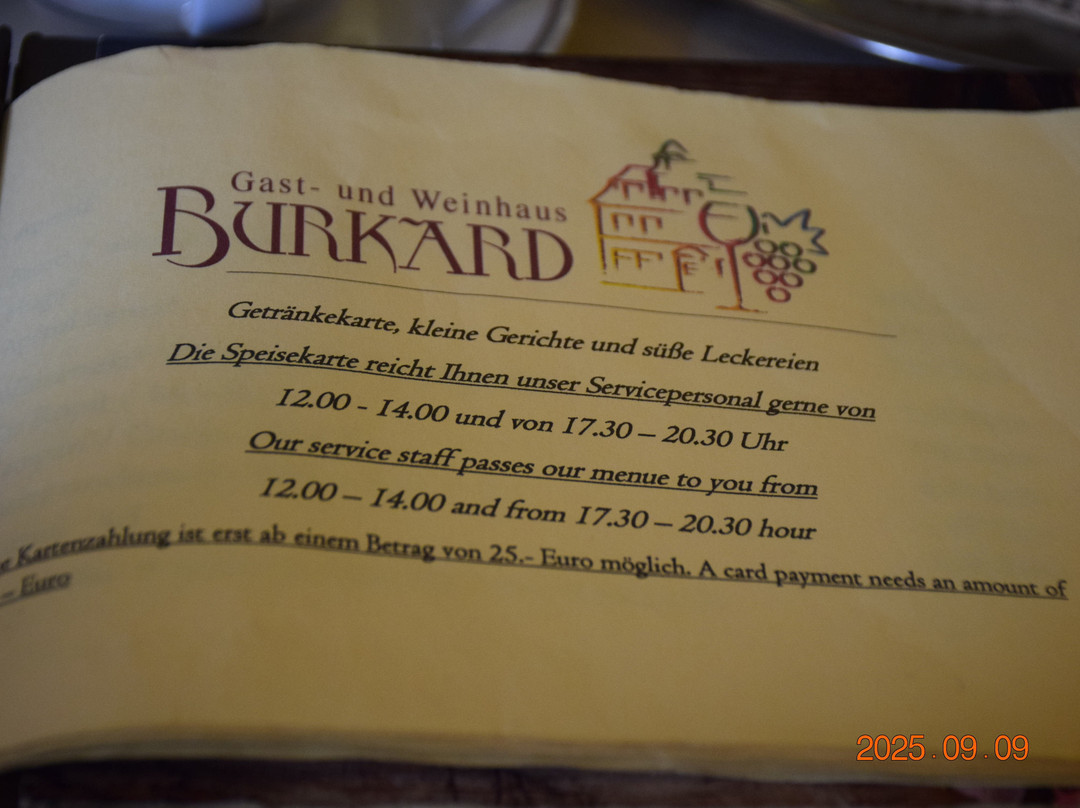 Gast- und Weinhaus
BURKARD
Getränkekarte, kleine Gerichte und süße Leckereien
Die Speisekarte reicht Ihnen unser Servicepersonal gerne von
12.00 - 14.00 und von 17.30 – 20.30 Uhr
Our service staff passes our menue to you from
12.00 – 14.00 and from 17.30 – 20.30 hour
Kartenzahlung ist erst ab einem Betrag von 25.- Euro möglich. A card payment needs an amount of
– Euro
2025.09.09